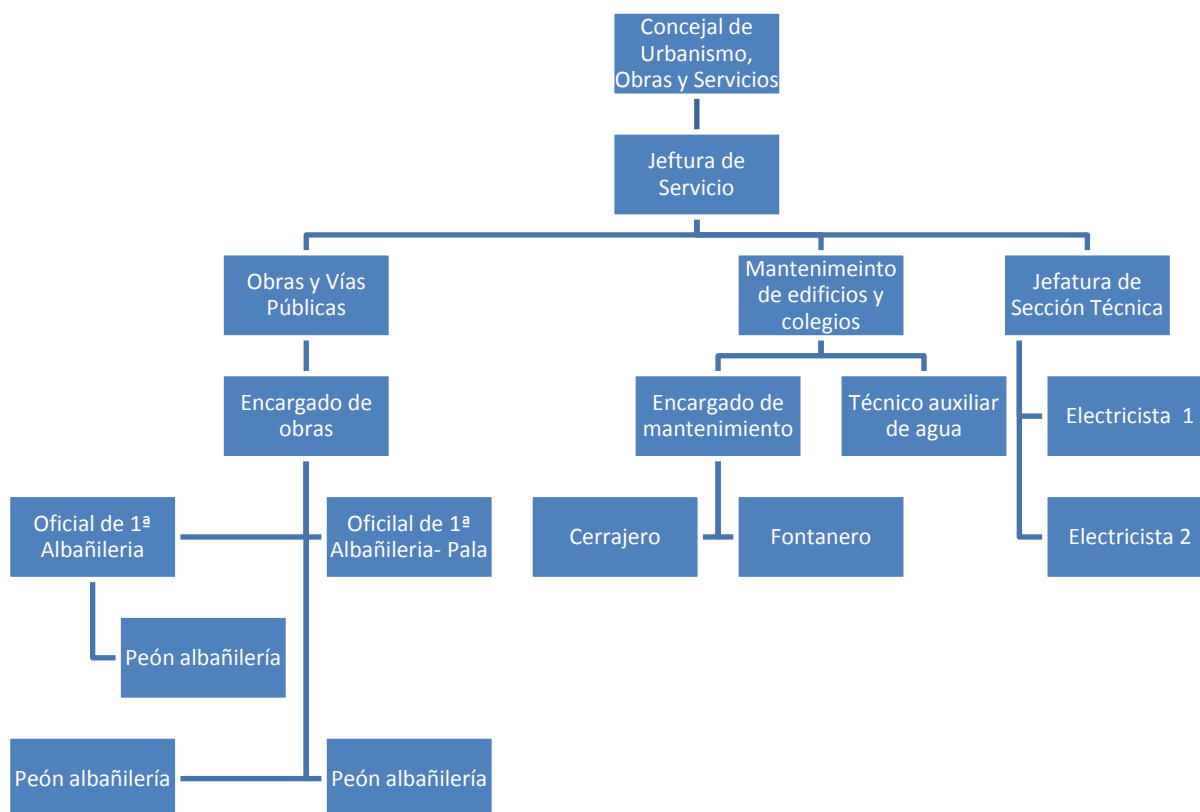 Concejal de
Urbanismo,
Obras y Servicios
Jeftura de
Servicio
Obras y Vías
Públicas
Mantenimeinto
de edificios y
colegios
Jefatura de
Sección Técnica
Encargado de
obras
Encargado de
mantenimiento
Técnico auxiliar
de agua
Electricista 1
Oficial de 1ª
Albañileria
Oficilal de 1ª
Albañileria- Pala
Cerrajero
Fontanero
Electricista 2
Peón albañilería
Peón albañilería
Peón albañilería